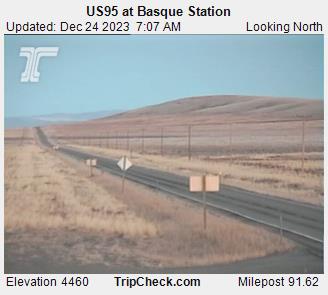 US95 at Basque Station
Updated: Dec 24 2023 7:07 AM Looking North
Elevation 4460 TripCheck.com Milepost 91.62